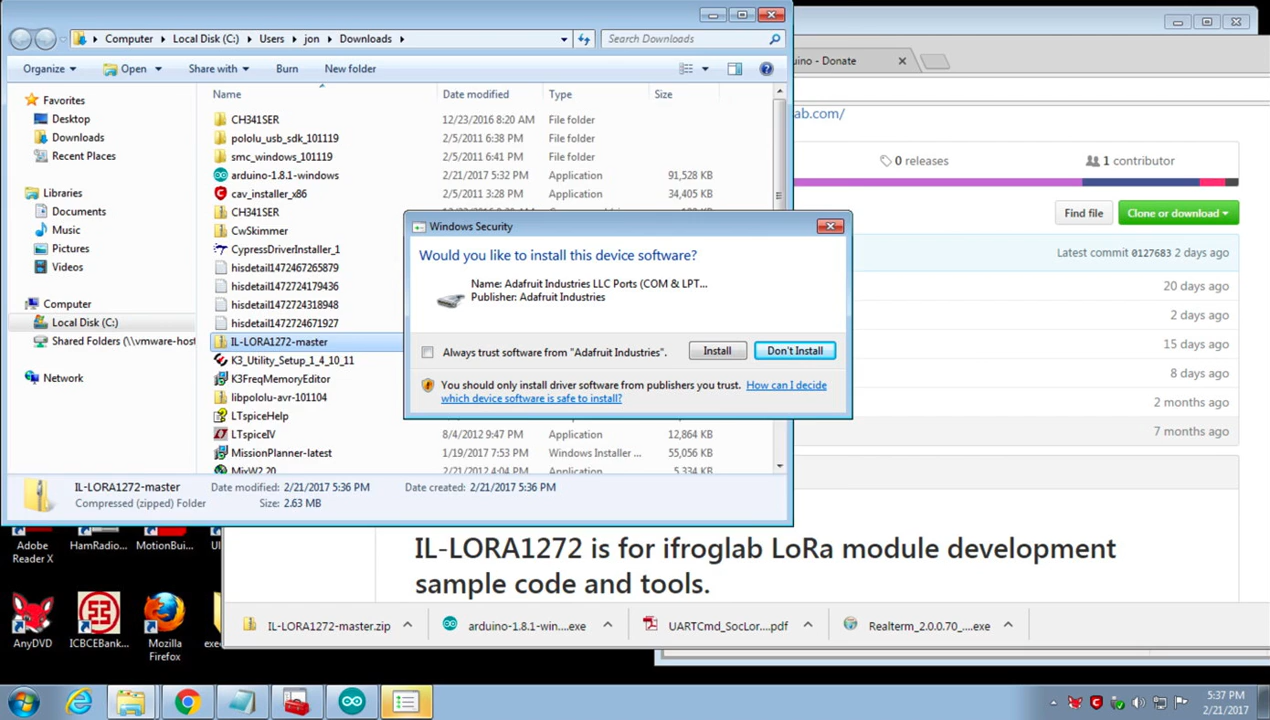 Computer ▸ Local Disk (C:) ▸ Users ▸ jon ▸ Downloads ▸
Search Downloads
Organize
Open
Share with
Burn
New folder
Name
Date modified
Type
Size
Favorites
Desktop
Downloads
Recent Places
Libraries
Documents
Music
Pictures
Videos
Computer
Local Disk (C:)
Shared Folders (\\vmware-host
Network
CH341SER 12/23/2016 8:20 AM File folder
pololu_usb_sdk_101119 2/5/2011 6:38 PM File folder
smc_windows_101119 2/5/2011 6:41 PM File folder
arduino-1.8.1-windows 2/21/2017 5:32 PM Application 91,528 KB
cav_installer_x86 2/5/2011 3:28 PM Application 34,405 KB
CH341SER
CwSkimmer
CypressDriverInstaller_1
hisdetail1472467265879
hisdetail1472724179436
hisdetail1472724318948
hisdetail1472724671927
IL-LORA1272-master
K3_Utility_Setup_1_4_10_11
K3FreqMemoryEditor
libpololu-avr-101104
LTspiceHelp
LTspiceIV 8/4/2012 9:47 PM Application 12,864 KB
MissionPlanner-latest 1/19/2017 7:53 PM Windows Installer ... 55,056 KB
MixW2.20 2/21/2012 4:04 PM Application 5,334 KB
IL-LORA1272-master Date modified: 2/21/2017 5:36 PM Date created: 2/21/2017 5:36 PM
Compressed (zipped) Folder Size: 2.63 MB
Windows Security
Would you like to install this device software?
Name: Adafruit Industries LLC Ports (COM & LPT...
Publisher: Adafruit Industries
Always trust software from "Adafruit Industries".
Install
Don't Install
You should only install driver software from publishers you trust. How can I decide
which device software is safe to install?
uino - Donate
ab.com/
0 releases
1 contributor
Find file
Clone or download
Latest commit 0127683 2 days ago
20 days ago
2 days ago
15 days ago
8 days ago
2 months ago
7 months ago
IL-LORA1272 is for ifroglab LoRa module development
sample code and tools.
IL-LORA1272-master.zip
arduino-1.8.1-win....exe
UARTCmd_SocLor....pdf
Realterm_2.0.0.70_....exe
Adobe
Reader X
HamRadio...
MotionBui...
AnyDVD
ICBCEBank...
Mozilla
Firefox
5:37 PM
2/21/2017